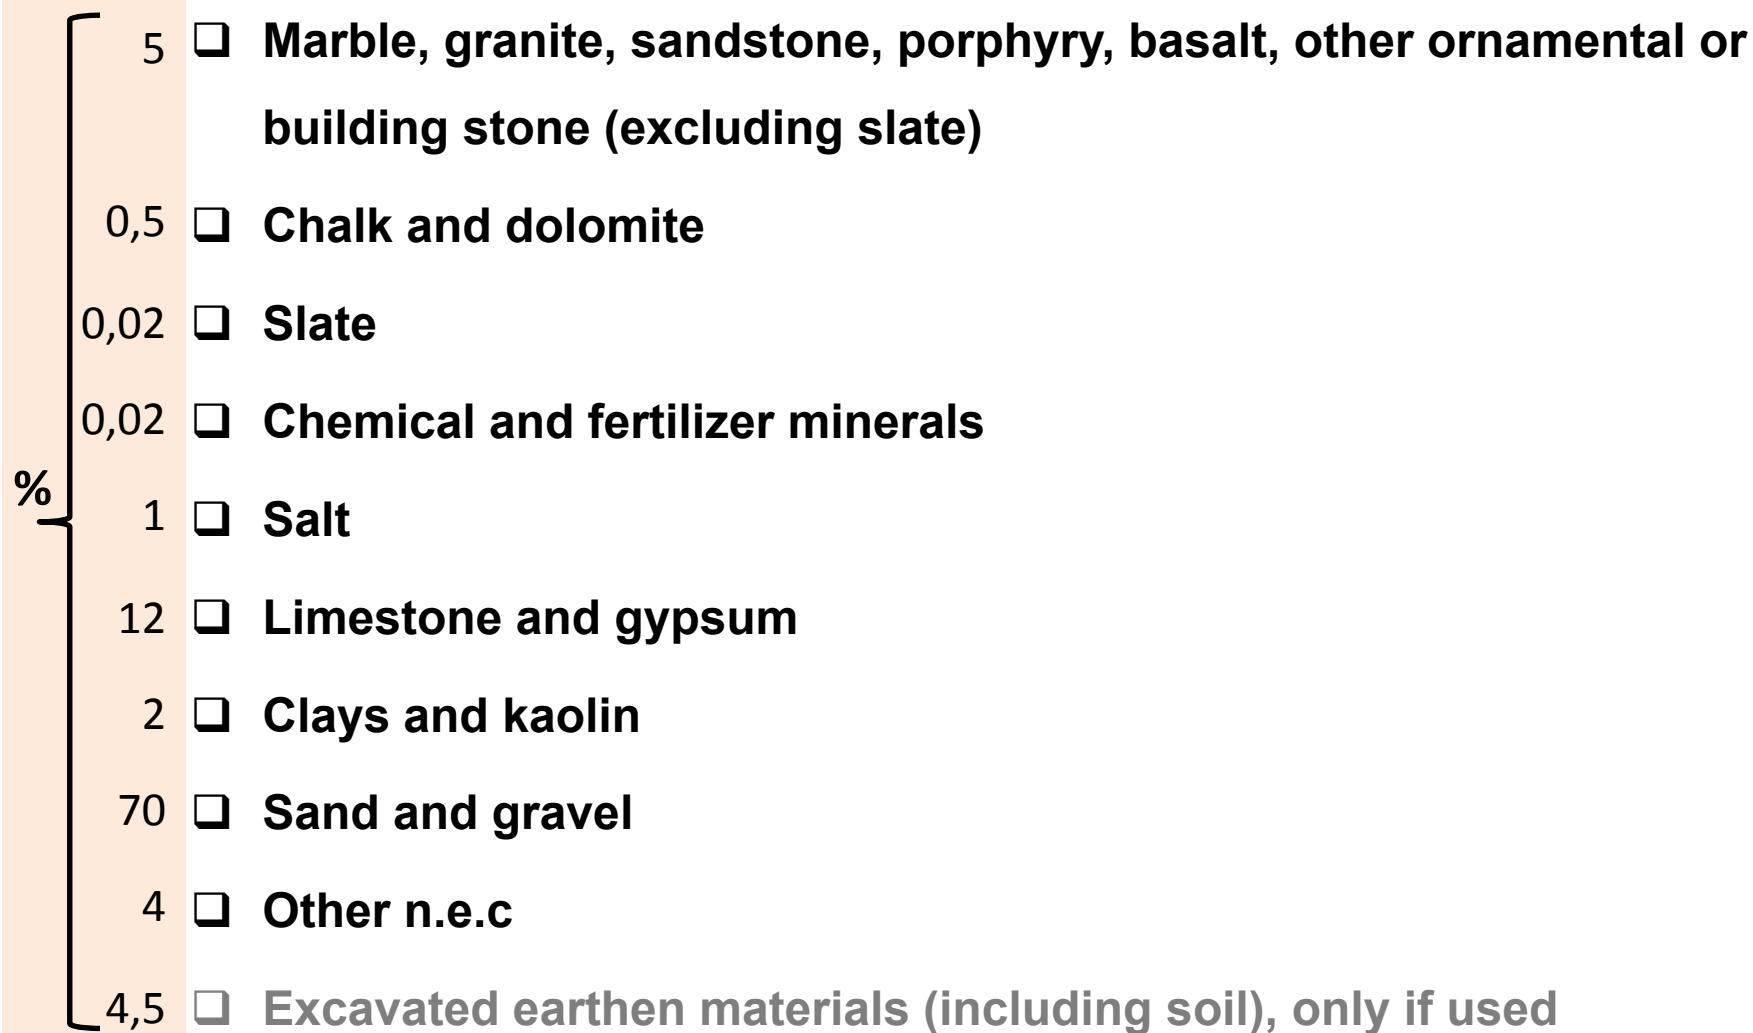 5 ❑ Marble, granite, sandstone, porphyry, basalt, other ornamental or
building stone (excluding slate)
0,5 ❑ Chalk and dolomite
0,02 ❑ Slate
0,02 ❑ Chemical and fertilizer minerals
%
1 ❑ Salt
12 ❑ Limestone and gypsum
2 ❑ Clays and kaolin
70 ❑ Sand and gravel
4 ❑ Other n.e.c
4,5 ❑ Excavated earthen materials (including soil), only if used